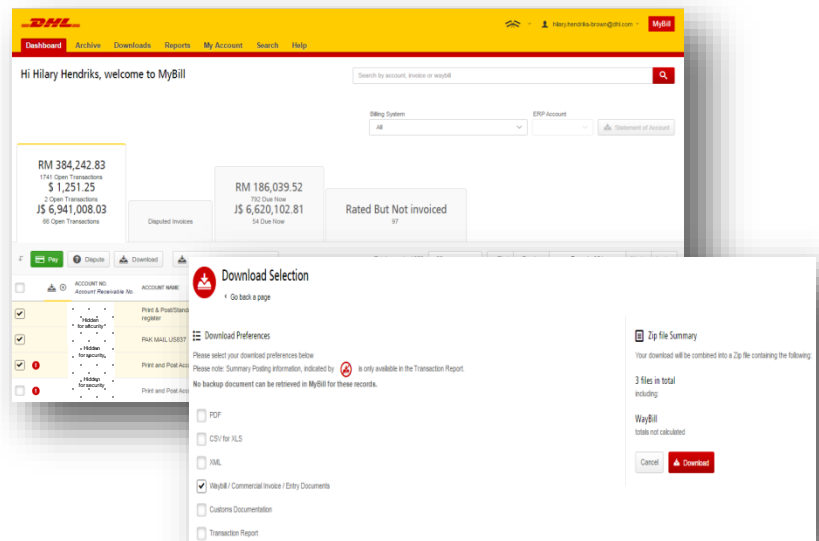 DHL
hilary.hendriks-brown@dhl.com
MyBill
Dashboard Archive Downloads Reports My Account Search Help
Hi Hilary Hendriks, welcome to MyBill
Search by account, invoice or waybill
Billing System
ERP Account
All
Statement of Account
RM 384,242.83
1741 Open Transactions
$ 1,251.25
2 Open Transactions
J$ 6,941,008.03
66 Open Transactions
Disputed Invoices
RM 186,039.52
792 Due Now
J$ 6,620,102.81
54 Due Now
Rated But Not invoiced
97
Pay Dispute Download
ACCOUNT NO.
Account Receivable No.
ACCOUNT NAME
Hidden
for security
Print & Post/Stand
register
Hidden
for security
PAK MAIL US837
Print and Post Acc
Hidden
for security
Print and Post Acc
Download Selection
Go back a page
Download Preferences
Please select your download preferences below
Please note: Summary Posting information, indicated by is only available in the Transaction Report.
No backup document can be retrieved in MyBill for these records.
PDF
CSV for XLS
XML
Waybill / Commercial Invoice / Entry Documents
Customs Documentation
Transaction Report
Zip file Summary
Your download will be combined into a Zip file containing the following:
3 files in total
including:
WayBill
totals not calculated
Cancel Download